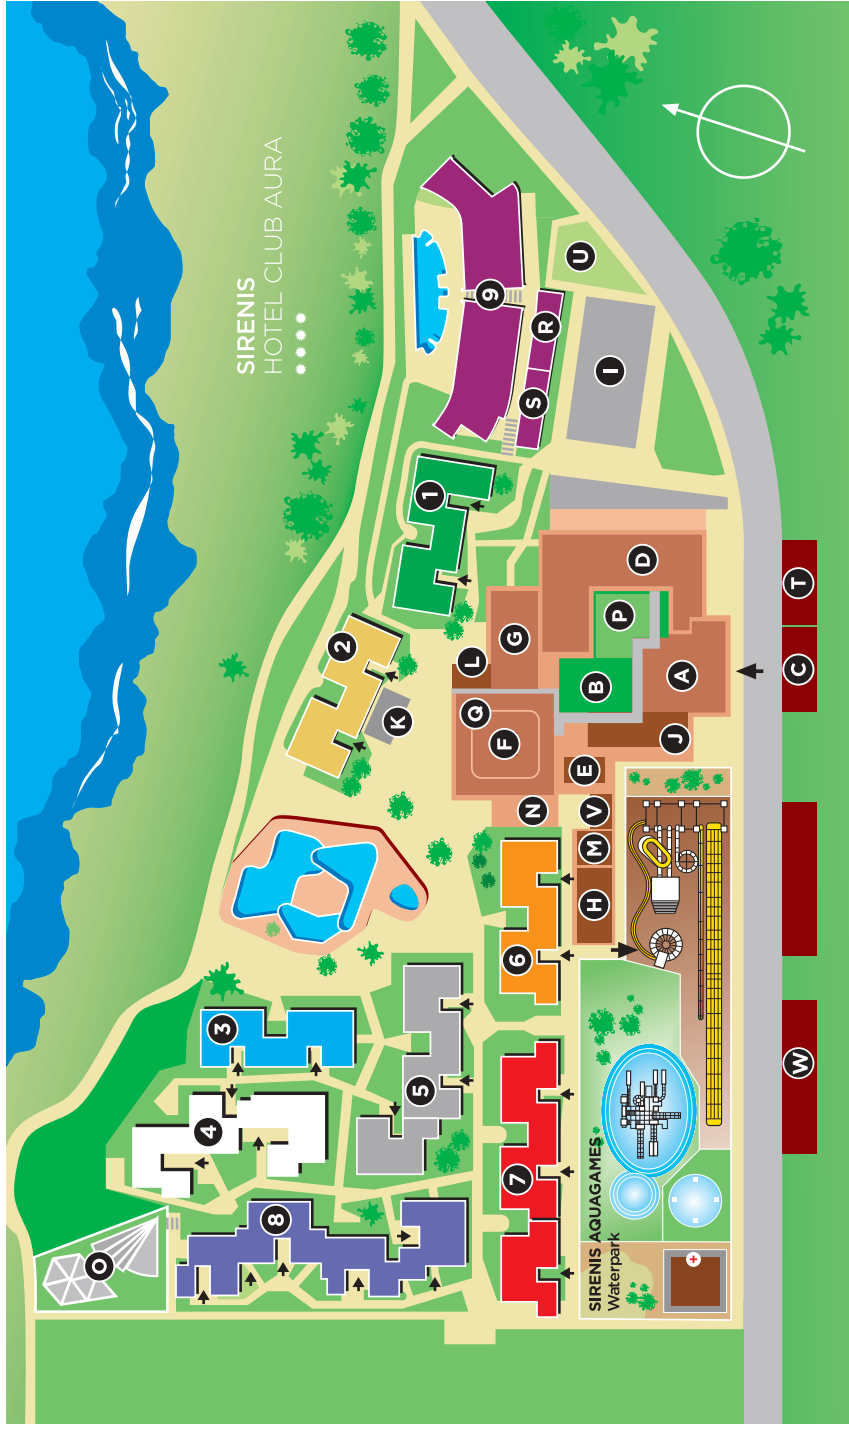 SIRENIS
HOTEL CLUB AURA
O
4
3
8
2
K
5
1
L
Q
9
F
G
7
6
N
S
R
U
E
H
M
V
B
I
P
D
SIRENIS AQUAGAMES
Waterpark
J
A
W
C
T